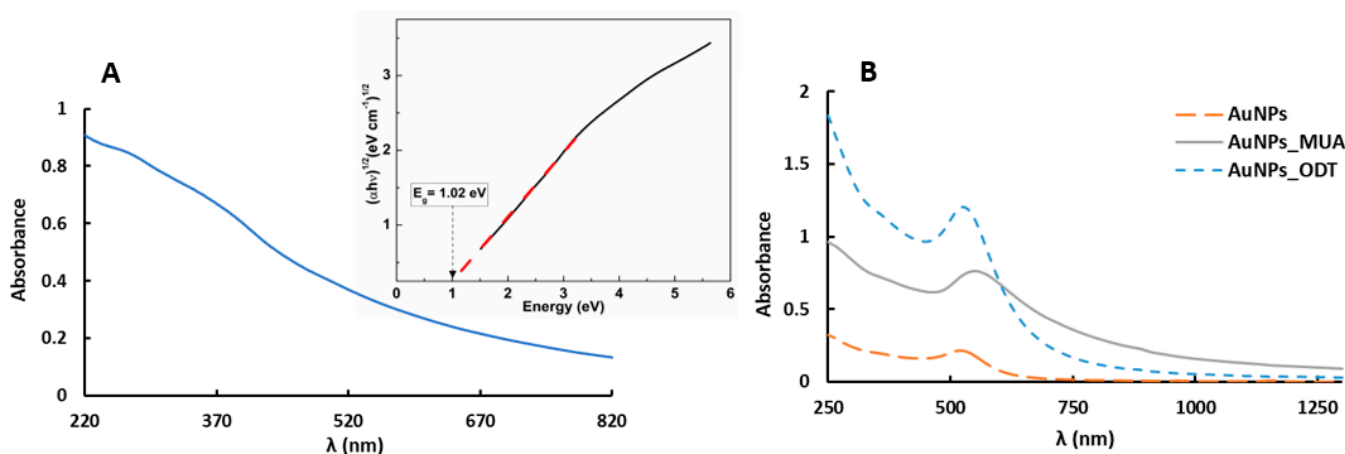 A
Absorbance
1
0.8
0.6
0.4
0.2
0
220
370
520
670
820
λ (nm)
(αhν)^1/2 (eV cm^-1)^1/2
3
2
1
E_g = 1.02 eV
0
1
2
3
4
5
6
Energy (eV)
B
Absorbance
2
1.5
1
0.5
0
250
500
750
1000
1250
λ (nm)
AuNPs
AuNPs_MUA
AuNPs_ODT